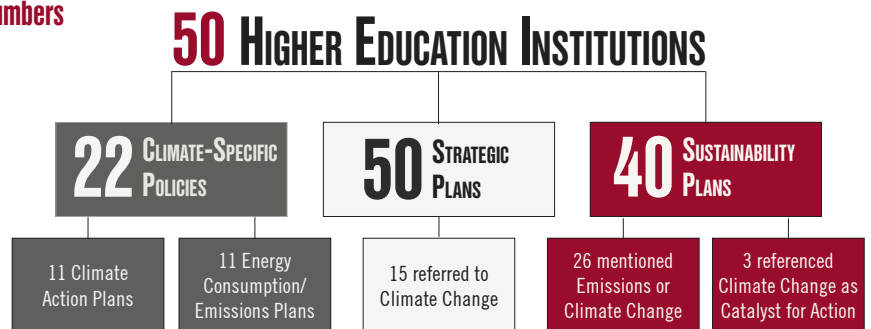 50 Higher Education Institutions
22 Climate-Specific
Policies
50 Strategic
Plans
40 Sustainability
Plans
11 Climate
Action Plans
11 Energy
Consumption/
Emissions Plans
15 referred to
Climate Change
26 mentioned
Emissions or
Climate Change
3 referenced
Climate Change as
Catalyst for Action